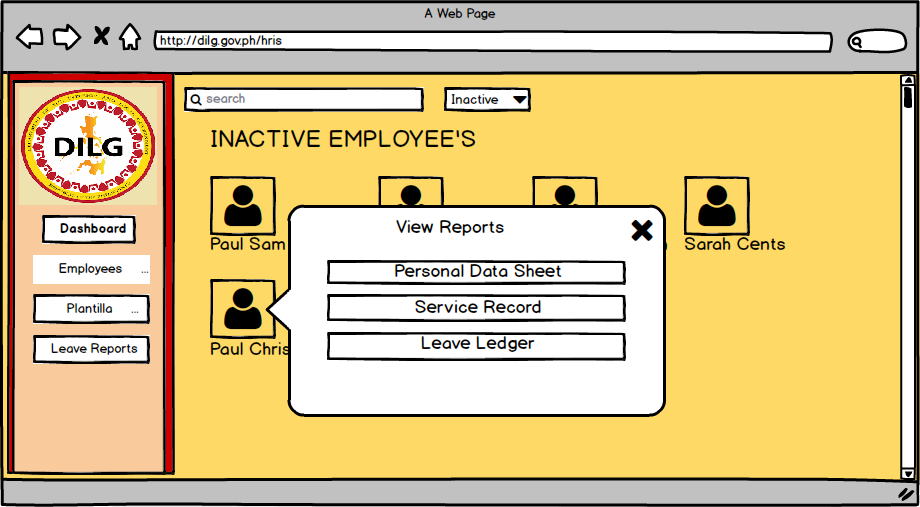 A Web Page
http://dilg.gov.ph/hris
search
Inactive
DILG
INACTIVE EMPLOYEE'S
Dashboard
Employees ...
Plantilla ...
Leave Reports
Paul Sam
Sarah Cents
Paul Chris
View Reports
Personal Data Sheet
Service Record
Leave Ledger